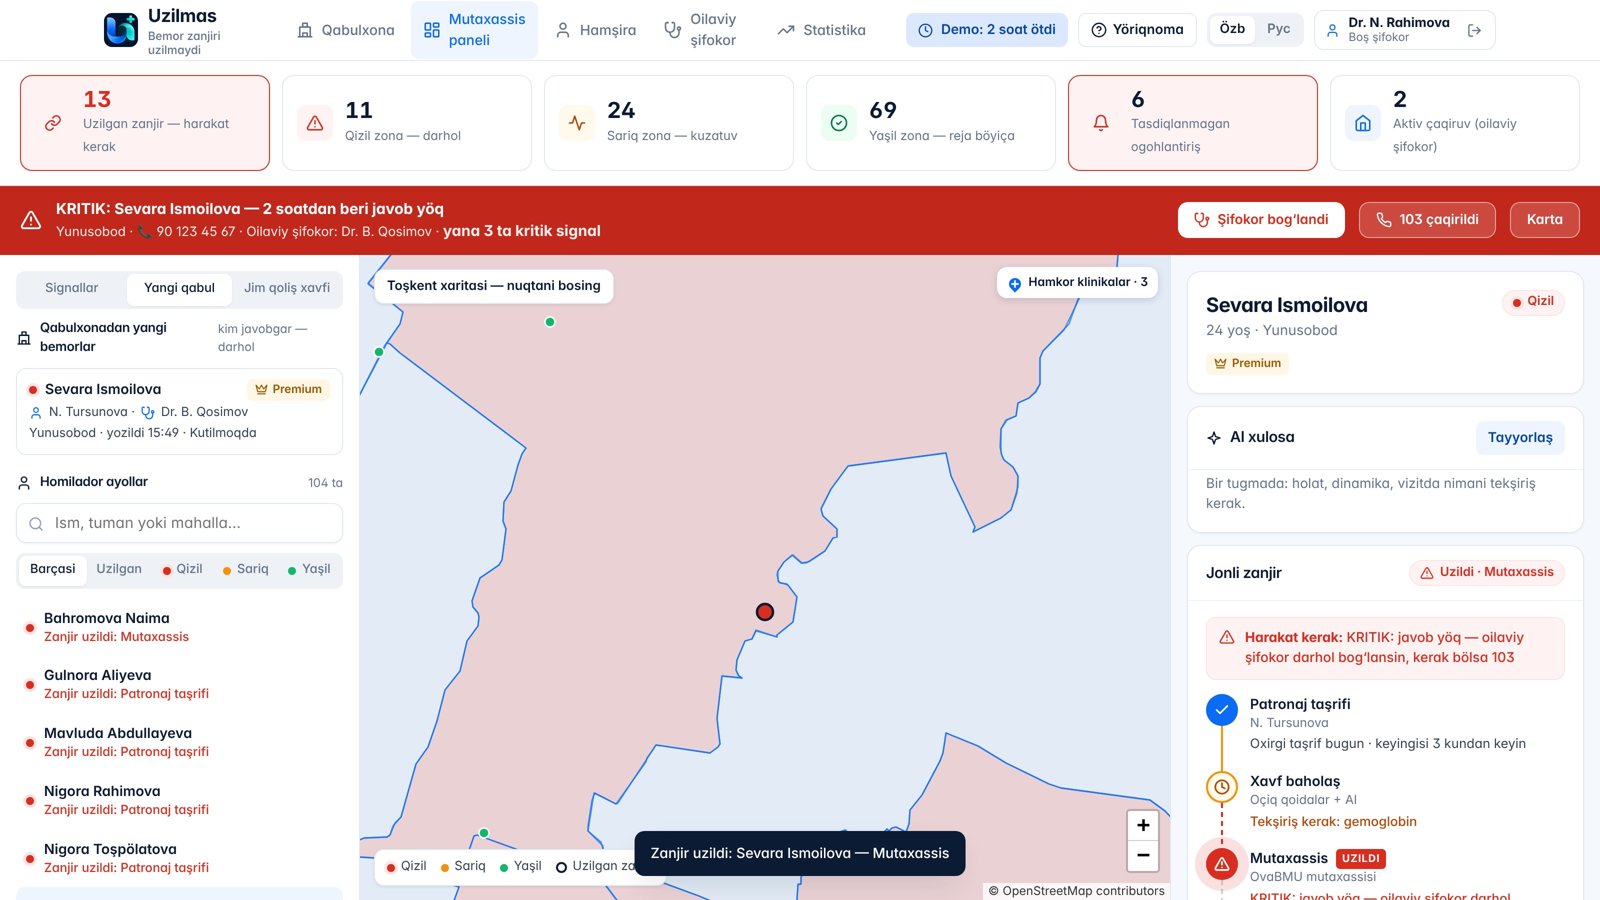 Uzilmas
Bemor zanjiri
uzilmaydi
Qabulxona
Mutaxassis
paneli
Hamşira
Oilaviy
şifokor
Statistika
Demo: 2 soat ötdi
Yöriqnoma
Özb
Рус
Dr. N. Rahimova
Boş şifokor
13
Uzilgan zanjir — harakat
kerak
11
Qizil zona — darhol
24
Sariq zona — kuzatuv
69
Yaşil zona — reja böyiça
6
Tasdiqlanmagan
ogohlantiriş
2
Aktiv çaqiruv (oilaviy
şifokor)
KRITIK: Sevara Ismoilova — 2 soatdan beri javob yöq
Yunusobod · 📞 90 123 45 67 · Oilaviy şifokor: Dr. B. Qosimov · yana 3 ta kritik signal
Şifokor bog‘landi
103 çaqirildi
Karta
Signallar
Yangi qabul
Jim qoliş xavfi
Qabulxonadan yangi
bemorlar
kim javobgar —
darhol
Sevara Ismoilova
Premium
N. Tursunova · Dr. B. Qosimov
Yunusobod · yozildi 15:49 · Kutilmoqda
Homilador ayollar
104 ta
Ism, tuman yoki mahalla...
Barçasi
Uzilgan
Qizil
Sariq
Yaşil
Bahromova Naima
Zanjir uzildi: Mutaxassis
Gulnora Aliyeva
Zanjir uzildi: Patronaj taşrifi
Mavluda Abdullayeva
Zanjir uzildi: Patronaj taşrifi
Nigora Rahimova
Zanjir uzildi: Patronaj taşrifi
Nigora Toşpölatova
Zanjir uzildi: Patronaj taşrifi
Toşkent xaritasi — nuqtani bosing
Hamkor klinikalar · 3
Qizil
Sariq
Yaşil
Uzilgan za
Zanjir uzildi: Sevara Ismoilova — Mutaxassis
+
−
© OpenStreetMap contributors
Sevara Ismoilova
Qizil
24 yoş · Yunusobod
Premium
AI xulosa
Tayyorlaş
Bir tugmada: holat, dinamika, vizitda nimani tekşiriş
kerak.
Jonli zanjir
Uzildi · Mutaxassis
Harakat kerak: KRITIK: javob yöq — oilaviy
şifokor darhol bog‘lansin, kerak bölsa 103
Patronaj taşrifi
N. Tursunova
Oxirgi taşrif bugun · keyingisi 3 kundan keyin
Xavf baholaş
Oçiq qoidalar + AI
Tekşiriş kerak: gemoglobin
Mutaxassis
UZILDI
OvaBMU mutaxassisi
KRITIK: javob yöq — oilaviy şifokor darhol